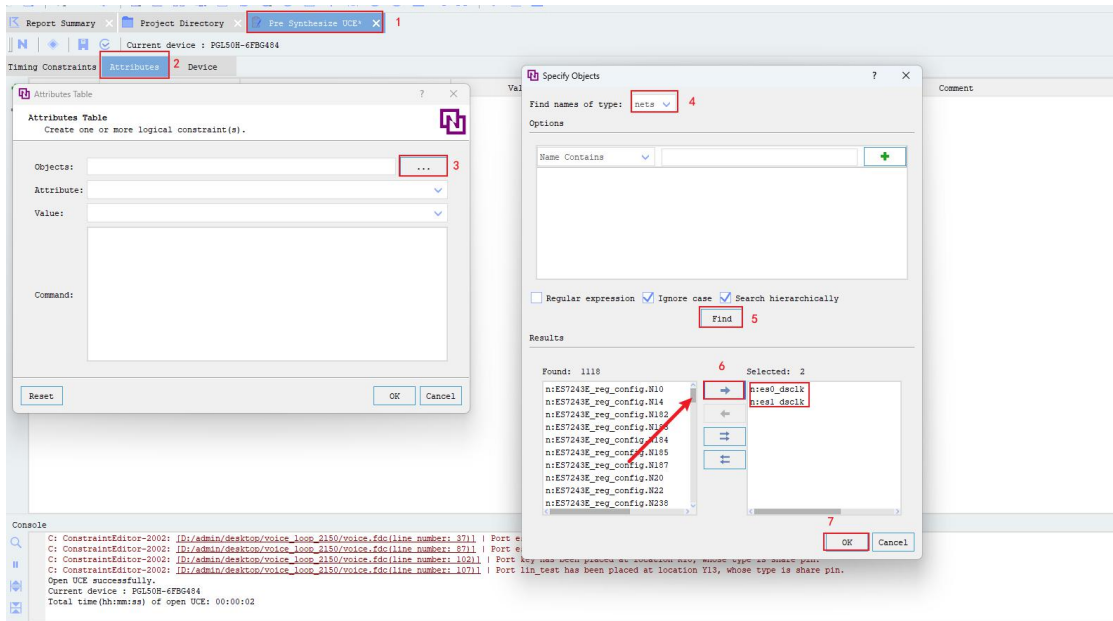 Report Summary
Project Directory
Pre Synthesize UCE*
1
Current device : PGL50H-6FBG484
Timing Constraints
Attributes
2
Device
Comment
Attributes Table
Attributes Table
Create one or more logical constraint(s).
Objects:
...
3
Attribute:
Value:
Command:
Reset
OK
Cancel
Specify Objects
Find names of type:
nets
4
Options
Name Contains
Regular expression
Ignore case
Search hierarchically
Find
5
Results
Found: 1118
6
Selected: 2
n:ES7243E_reg_config.N10
n:ES7243E_reg_config.N14
n:ES7243E_reg_config.N182
n:ES7243E_reg_config.N183
n:ES7243E_reg_config.N184
n:ES7243E_reg_config.N185
n:ES7243E_reg_config.N187
n:ES7243E_reg_config.N20
n:ES7243E_reg_config.N22
n:ES7243E_reg_config.N238
n:es0_dsclk
n:es1_dsclk
7
OK
Cancel
Console
C: ConstraintEditor-2002: [D:/admin/desktop/voice_loop_2150/voice.fdc(line number: 37)] | Port
C: ConstraintEditor-2002: [D:/admin/desktop/voice_loop_2150/voice.fdc(line number: 87)] | Port
C: ConstraintEditor-2002: [D:/admin/desktop/voice_loop_2150/voice.fdc(line number: 102)] | Port key has been placed at location whose type is share pin.
C: ConstraintEditor-2002: [D:/admin/desktop/voice_loop_2150/voice.fdc(line number: 107)] | Port lin_test has been placed at location Y13, whose type is share pin.
Open UCE successfully.
Current device : PGL50H-6FBG484
Total time(hh:mm:ss) of open UCE: 00:00:02